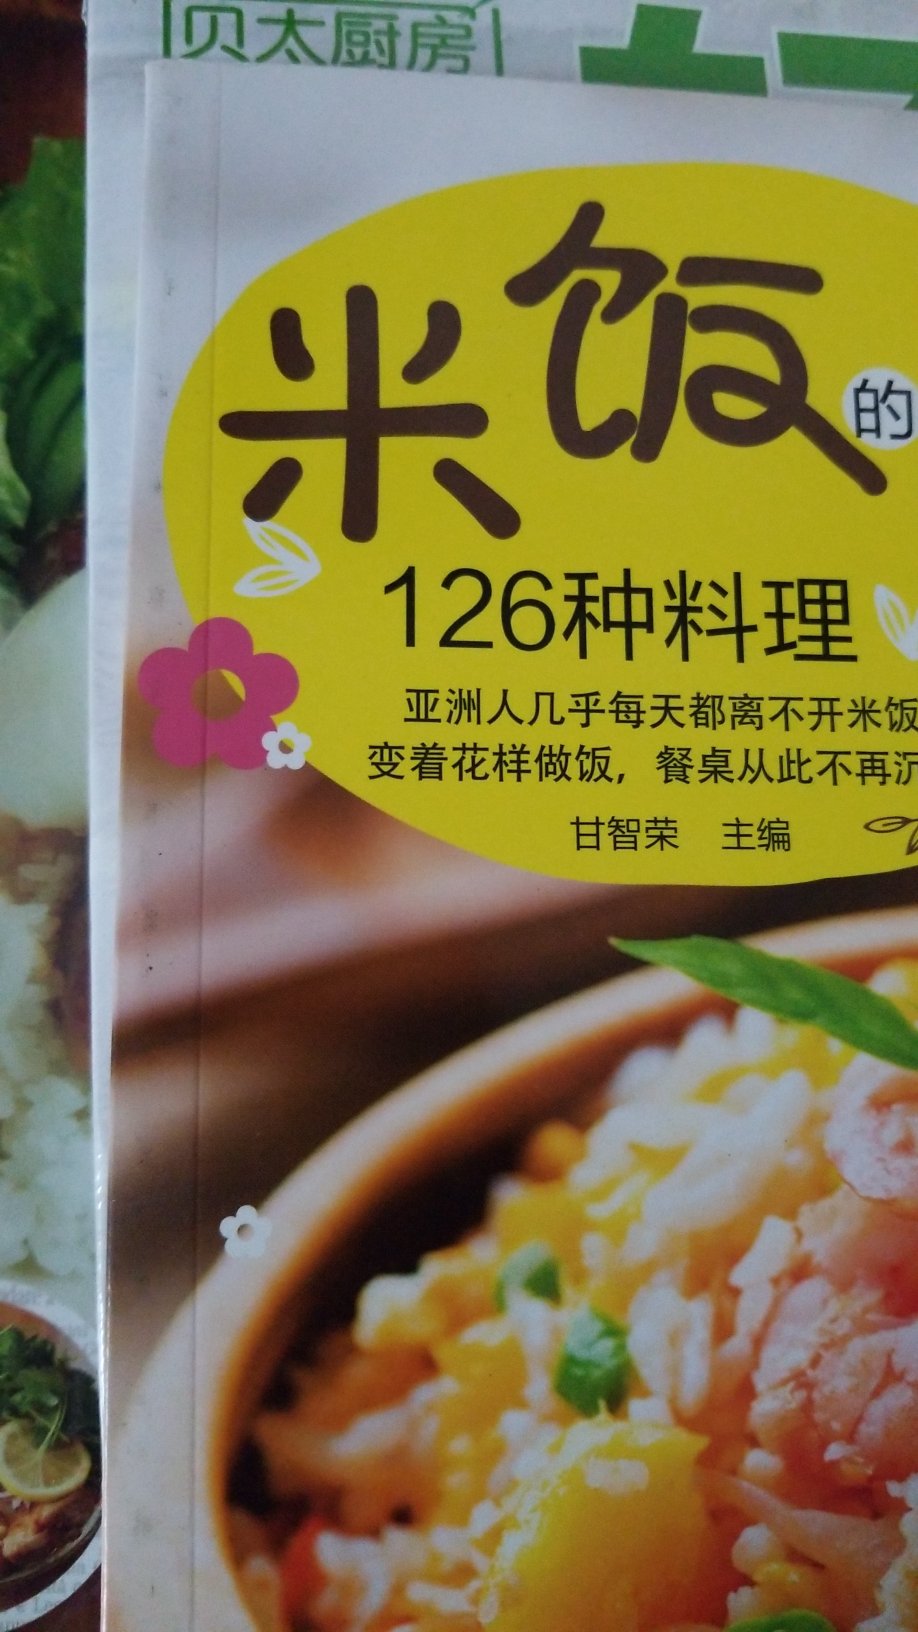 贝太厨房
米饭的
126种料理
亚洲人几乎每天都离不开米饭
变着花样做饭，餐桌从此不再沉
甘智荣 主编